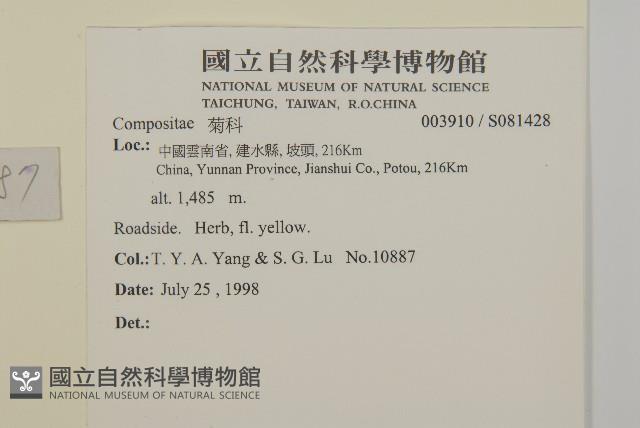 國立自然科學博物館
NATIONAL MUSEUM OF NATURAL SCIENCE
TAICHUNG, TAIWAN, R.O.CHINA
Compositae 菊科 003910 / S081428
Loc.: 中國雲南省, 建水縣, 坡頭, 216Km
China, Yunnan Province, Jianshui Co., Potou, 216Km
alt. 1,485 m.
Roadside. Herb, fl. yellow.
Col.: T. Y. A. Yang & S. G. Lu No.10887
Date: July 25 , 1998
Det.:
87
國立自然科學博物館
NATIONAL MUSEUM OF NATURAL SCIENCE